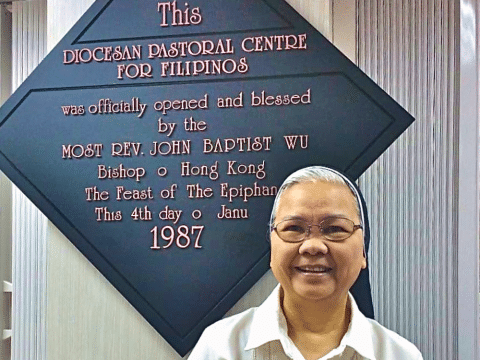 This
DIOCESAN PASTORAL CENTRE
FOR FILIPINOS
was officially opened and blessed
by the
MOST REV. JOHN BAPTIST WU
Bishop o Hong Kong
The Feast of The Epiphan
This 4th day o Janu
1987